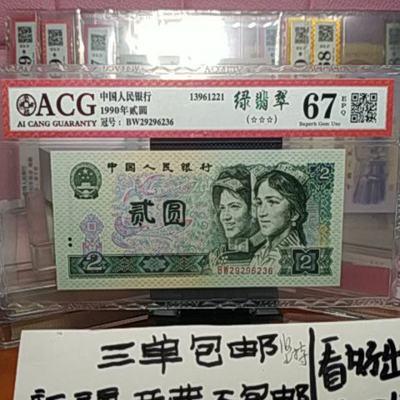 ACG
AI CANG GUARANTY
中国人民银行
1990年贰圆
冠号：BW29296236
13961221
绿翡翠
(☆☆☆)
67 EPQ
Superb Gem Unc
中国人民银行
2
贰圆
BW29296236
2
2
三单包邮
看好出